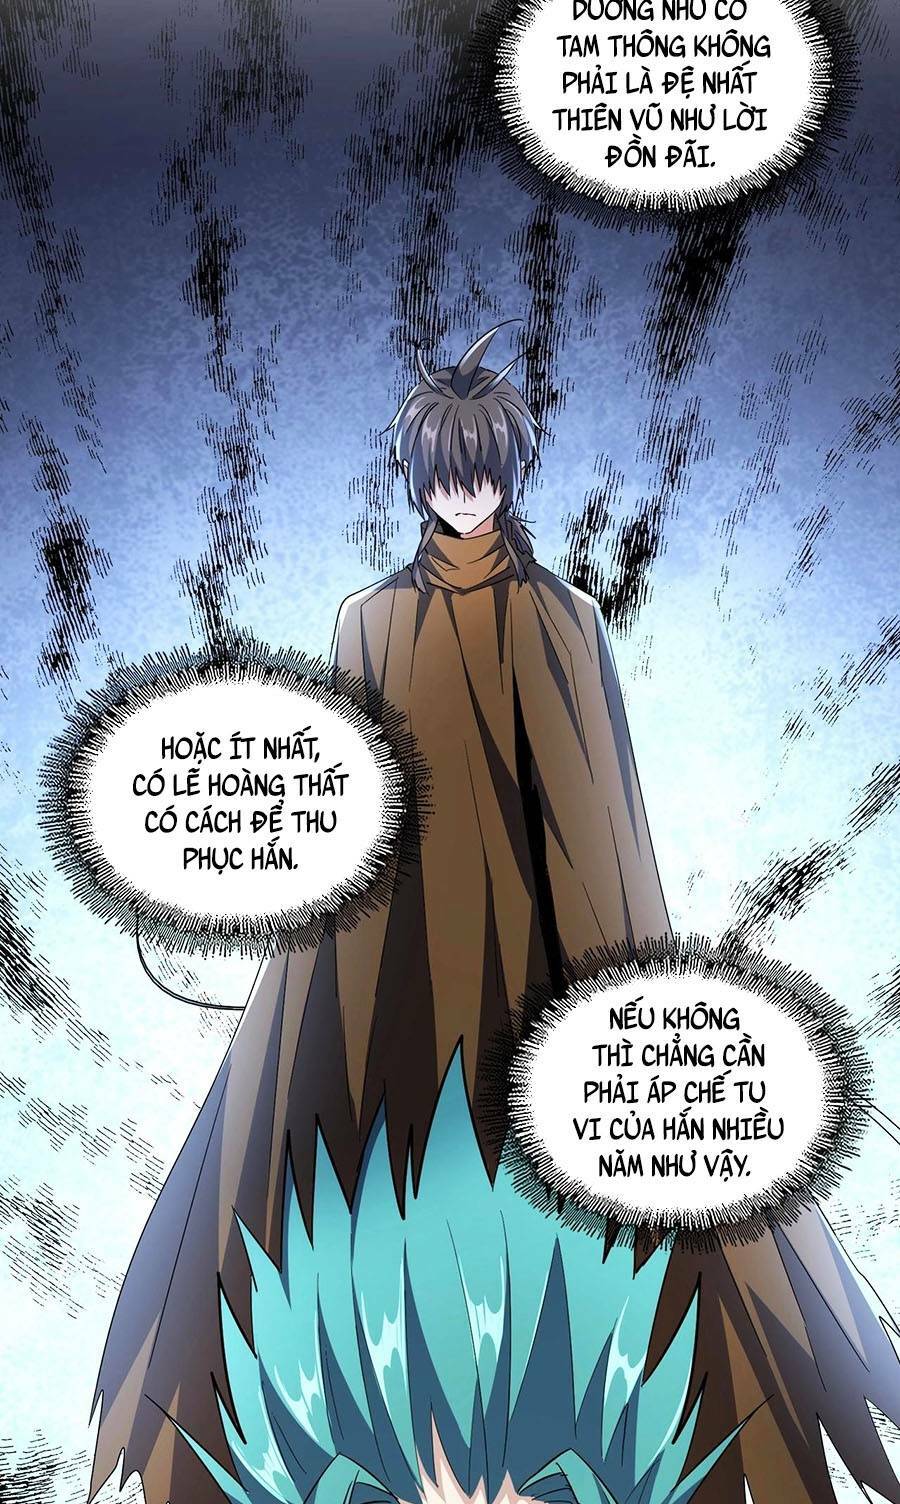 DƯỜNG NHƯ CỔ
TAM THÔNG KHÔNG
PHẢI LÀ ĐỆ NHẤT
THIÊN VŨ NHƯ LỜI
ĐỒN ĐÃI.
HOẶC ÍT NHẤT,
CÓ LẼ HOÀNG THẤT
CÓ CÁCH ĐỂ THU
PHỤC HẮN.
NẾU KHÔNG
THÌ CHẲNG CẦN
PHẢI ÁP CHẾ TU
VI CỦA HẮN NHIỀU
NĂM NHƯ VẬY.